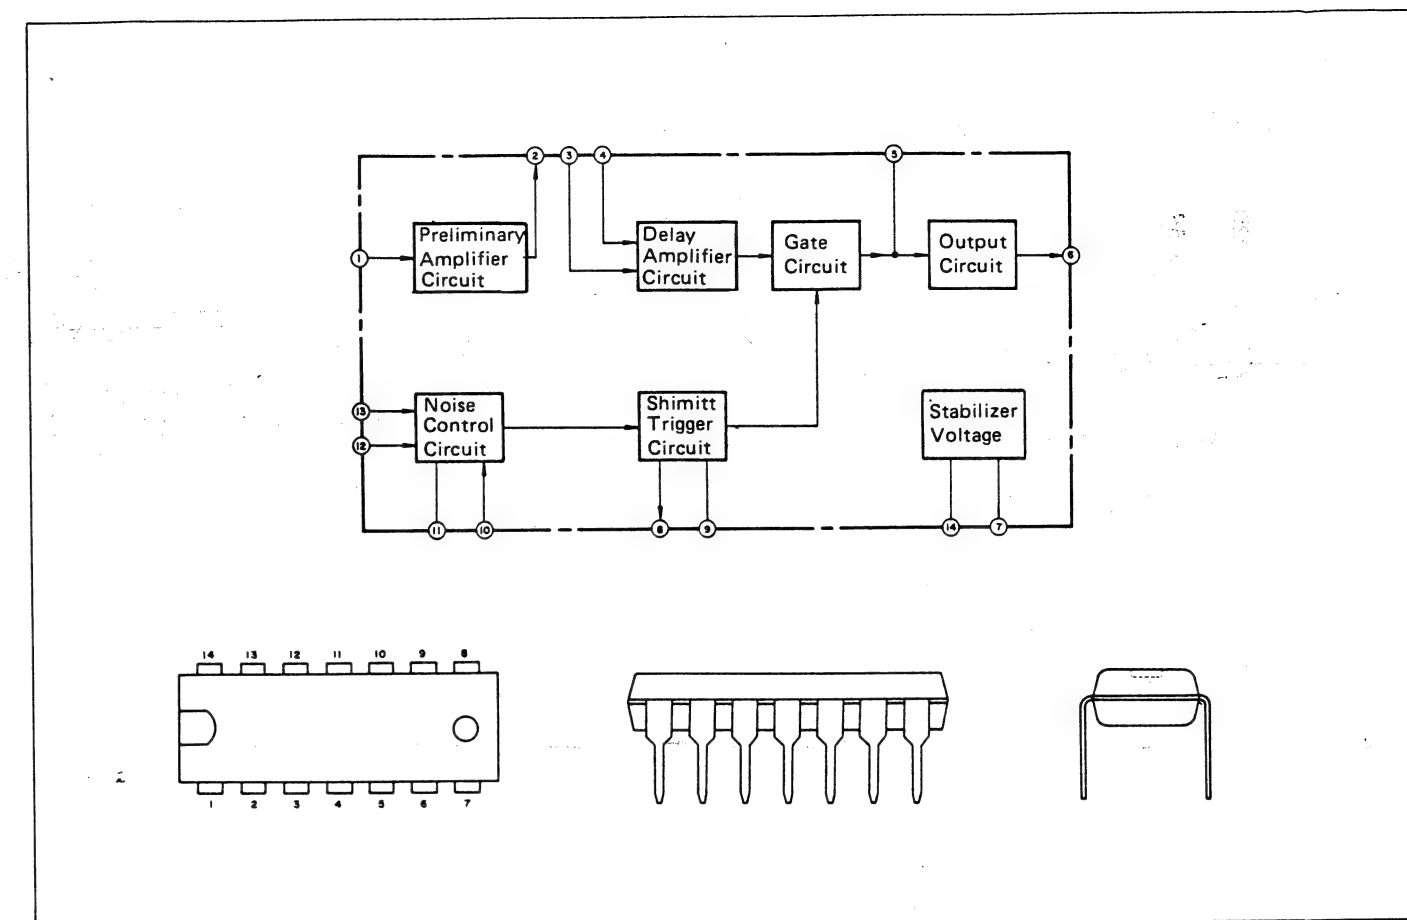 2 3 4 5
Preliminary
Amplifier
Circuit
Delay
Amplifier
Circuit
Gate
Circuit
Output
Circuit
1
6
Noise
Control
Circuit
Shimitt
Trigger
Circuit
Stabilizer
Voltage
13
12
11 10 8 9 14 7
14 13 12 11 10 9 8
1 2 3 4 5 6 7